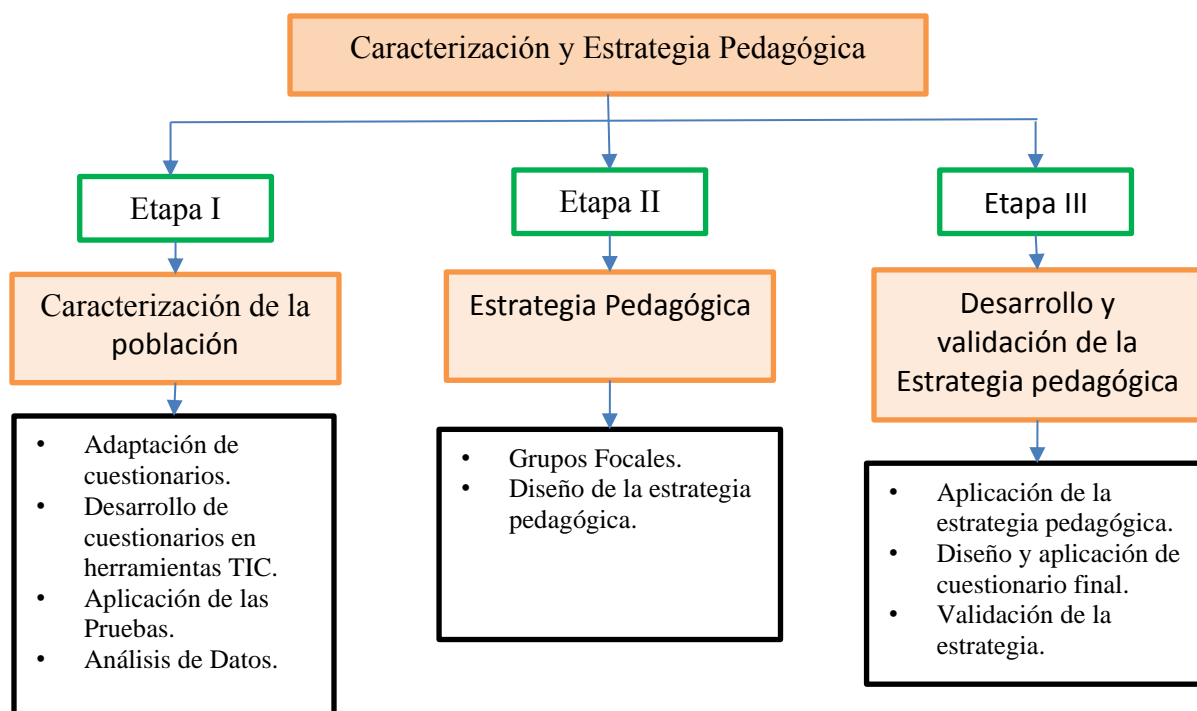 Caracterización y Estrategia Pedagógica
Etapa I
Caracterización de la
población
• Adaptación de
cuestionarios.
• Desarrollo de
cuestionarios en
herramientas TIC.
• Aplicación de las
Pruebas.
• Análisis de Datos.
Etapa II
Estrategia Pedagógica
• Grupos Focales.
• Diseño de la estrategia
pedagógica.
Etapa III
Desarrollo y
validación de la
Estrategia pedagógica
• Aplicación de la
estrategia pedagógica.
• Diseño y aplicación de
cuestionario final.
• Validación de la
estrategia.